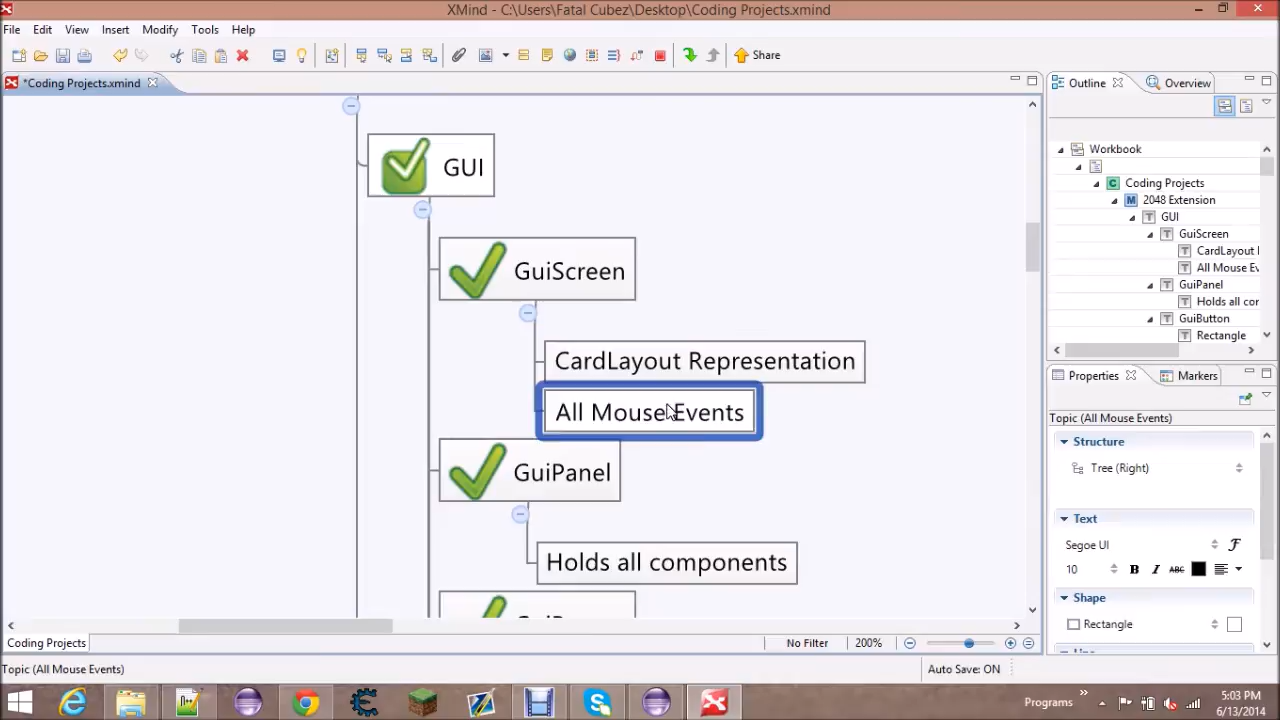 XMind - C:\Users\Fatal Cubez\Desktop\Coding Projects.xmind
File Edit View Insert Modify Tools Help
Share
*Coding Projects.xmind
Outline
Overview
GUI
GuiScreen
CardLayout Representation
All Mouse Events
GuiPanel
Holds all components
Workbook
Coding Projects
2048 Extension
GUI
GuiScreen
CardLayout
All Mouse Ev
GuiPanel
Holds all cor
GuiButton
Rectangle
Properties
Markers
Topic (All Mouse Events)
Structure
Tree (Right)
Text
Segoe UI
10 B I ABC
Shape
Rectangle
Coding Projects
No Filter
200%
Topic (All Mouse Events)
Auto Save: ON
Programs
5:03 PM
6/13/2014